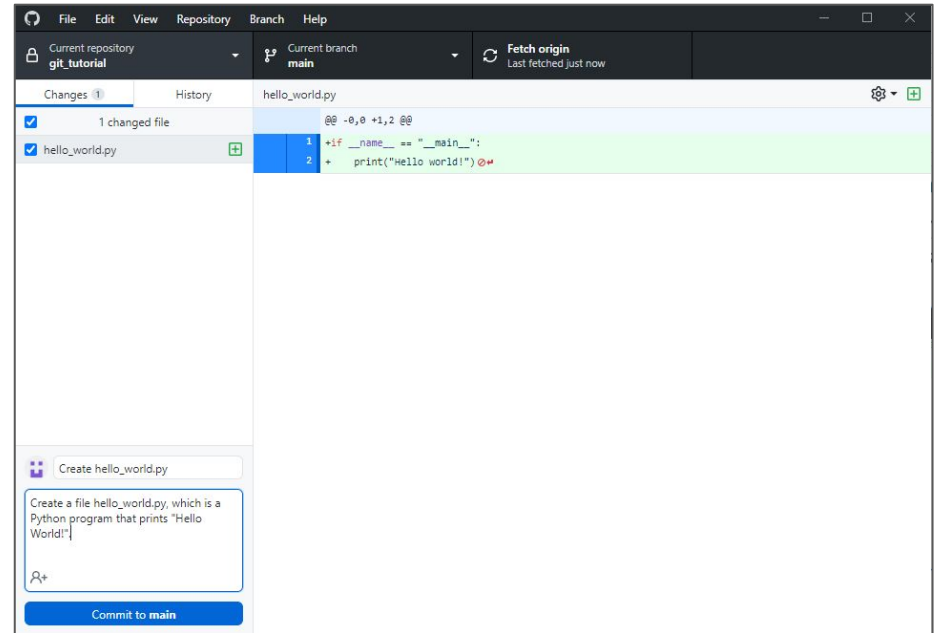 File Edit View Repository Branch Help
Current repository
git_tutorial
Current branch
main
Fetch origin
Last fetched just now
Changes 1
History
hello_world.py
1 changed file
@@ -0,0 +1,2 @@
hello_world.py
1 +if __name__ == "__main__":
2 + print("Hello world!")
Create hello_world.py
Create a file hello_world.py, which is a
Python program that prints "Hello
World!".
Commit to main